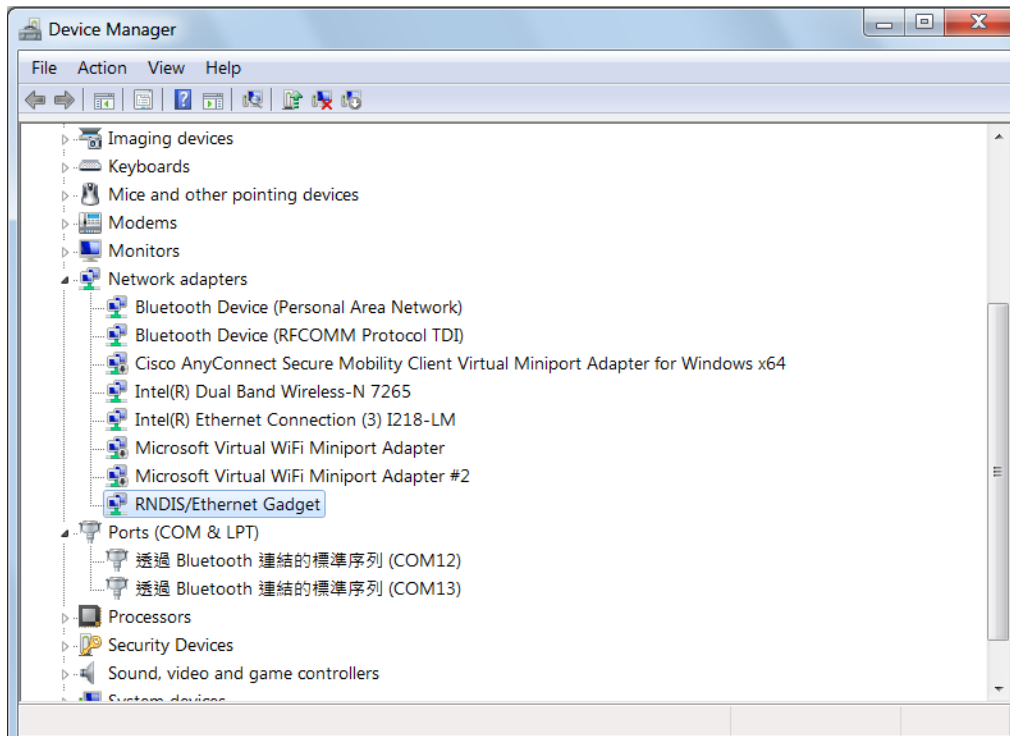 Device Manager
File Action View Help
Imaging devices
Keyboards
Mice and other pointing devices
Modems
Monitors
Network adapters
Bluetooth Device (Personal Area Network)
Bluetooth Device (RFCOMM Protocol TDI)
Cisco AnyConnect Secure Mobility Client Virtual Miniport Adapter for Windows x64
Intel(R) Dual Band Wireless-N 7265
Intel(R) Ethernet Connection (3) I218-LM
Microsoft Virtual WiFi Miniport Adapter
Microsoft Virtual WiFi Miniport Adapter #2
RNDIS/Ethernet Gadget
Ports (COM & LPT)
透過 Bluetooth 連結的標準序列 (COM12)
透過 Bluetooth 連結的標準序列 (COM13)
Processors
Security Devices
Sound, video and game controllers
System devices